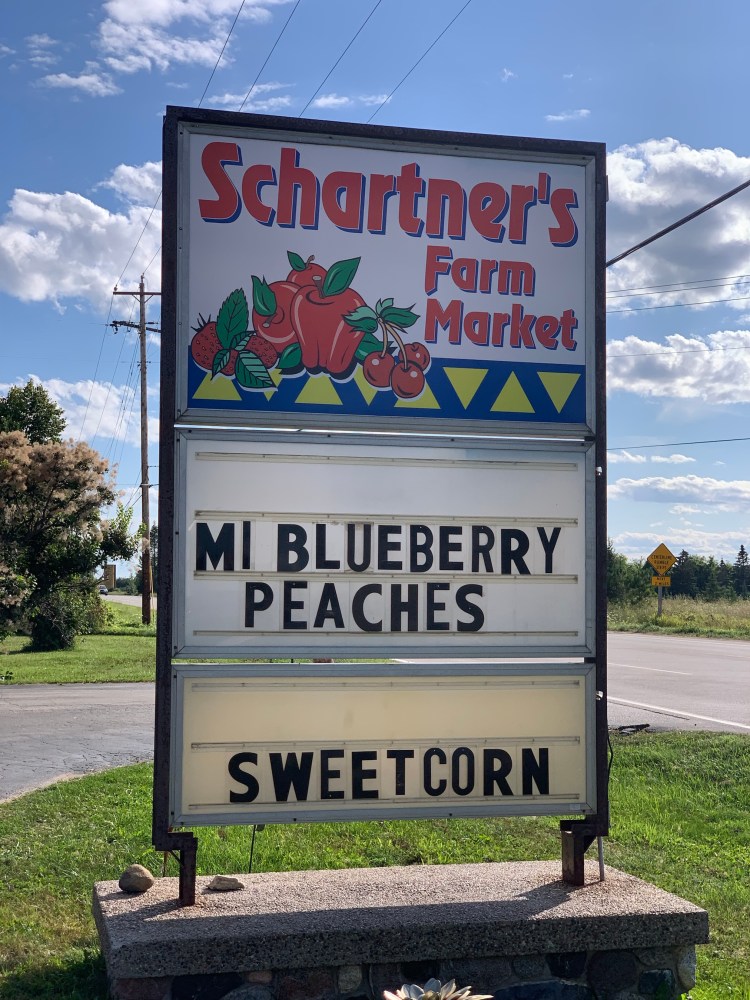 Schartner's
Farm
Market
MI BLUEBERRY
PEACHES
SWEETCORN